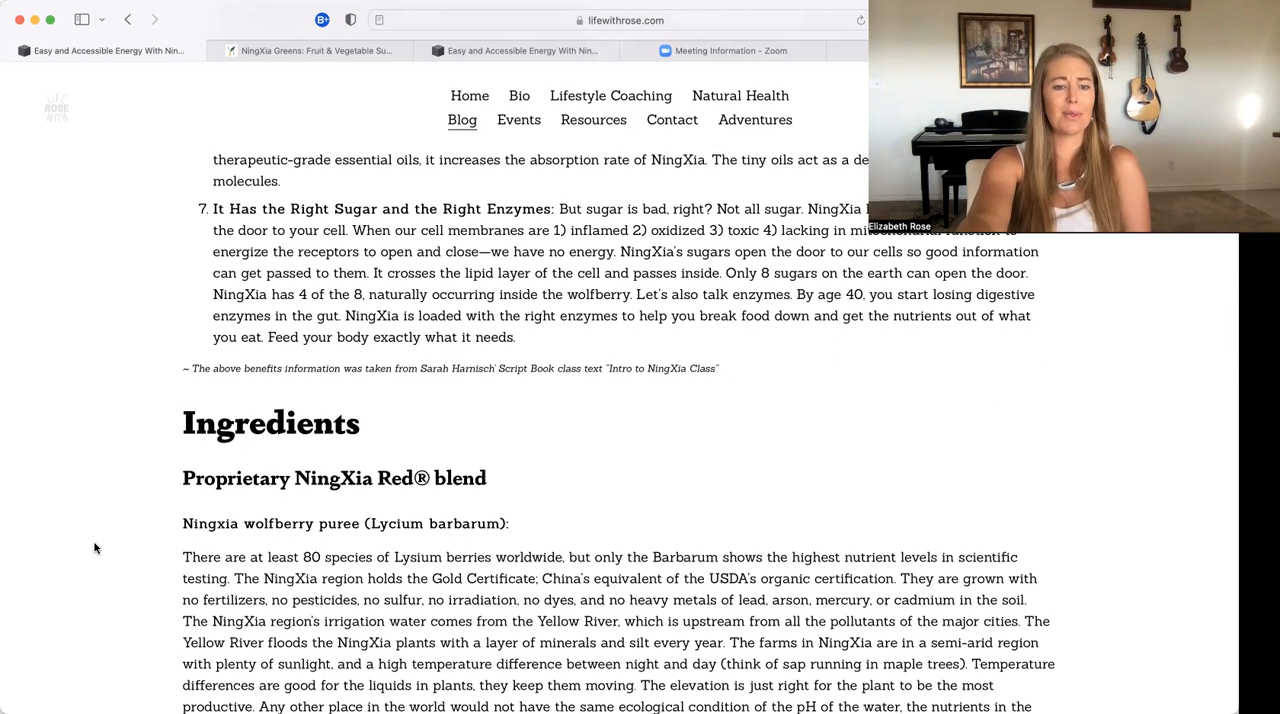 lifewithrose.com
Easy and Accessible Energy With Nin...
NingXia Greens: Fruit & Vegetable Su...
Easy and Accessible Energy With Nin...
Meeting Information - Zoom
LIFE
ROSE
WITH
Home Bio Lifestyle Coaching Natural Health
Blog Events Resources Contact Adventures
Elizabeth Rose
therapeutic-grade essential oils, it increases the absorption rate of NingXia. The tiny oils act as a de
molecules.
7. It Has the Right Sugar and the Right Enzymes: But sugar is bad, right? Not all sugar. NingXia
the door to your cell. When our cell membranes are 1) inflamed 2) oxidized 3) toxic 4) lacking in mitochondrial function to
energize the receptors to open and close—we have no energy. NingXia's sugars open the door to our cells so good information
can get passed to them. It crosses the lipid layer of the cell and passes inside. Only 8 sugars on the earth can open the door.
NingXia has 4 of the 8, naturally occurring inside the wolfberry. Let's also talk enzymes. By age 40, you start losing digestive
enzymes in the gut. NingXia is loaded with the right enzymes to help you break food down and get the nutrients out of what
you eat. Feed your body exactly what it needs.
~ The above benefits information was taken from Sarah Harnisch' Script Book class text "Intro to NingXia Class"
Ingredients
Proprietary NingXia Red® blend
Ningxia wolfberry puree (Lycium barbarum):
There are at least 80 species of Lysium berries worldwide, but only the Barbarum shows the highest nutrient levels in scientific
testing. The NingXia region holds the Gold Certificate; China's equivalent of the USDA's organic certification. They are grown with
no fertilizers, no pesticides, no sulfur, no irradiation, no dyes, and no heavy metals of lead, arson, mercury, or cadmium in the soil.
The NingXia region's irrigation water comes from the Yellow River, which is upstream from all the pollutants of the major cities. The
Yellow River floods the NingXia plants with a layer of minerals and silt every year. The farms in NingXia are in a semi-arid region
with plenty of sunlight, and a high temperature difference between night and day (think of sap running in maple trees). Temperature
differences are good for the liquids in plants, they keep them moving. The elevation is just right for the plant to be the most
productive. Any other place in the world would not have the same ecological condition of the pH of the water, the nutrients in the